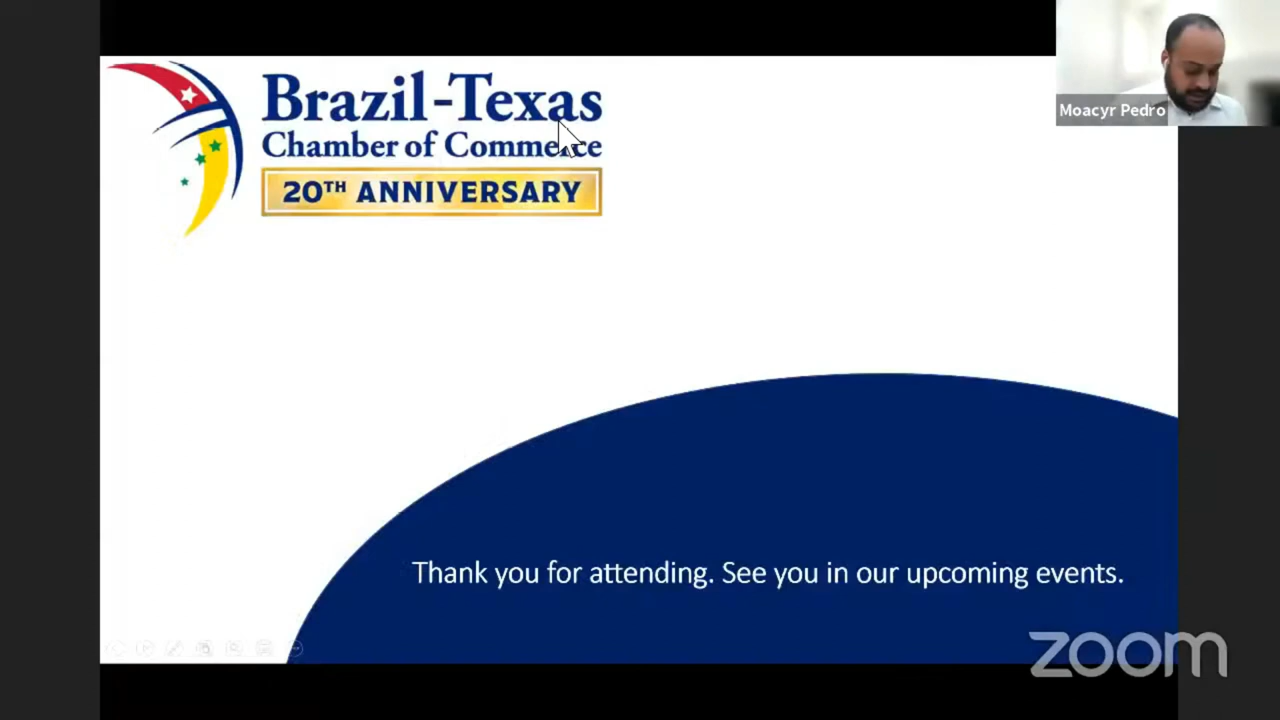 Brazil-Texas
Chamber of Commerce
20TH ANNIVERSARY
Moacyr Pedro
Thank you for attending. See you in our upcoming events.
zoom